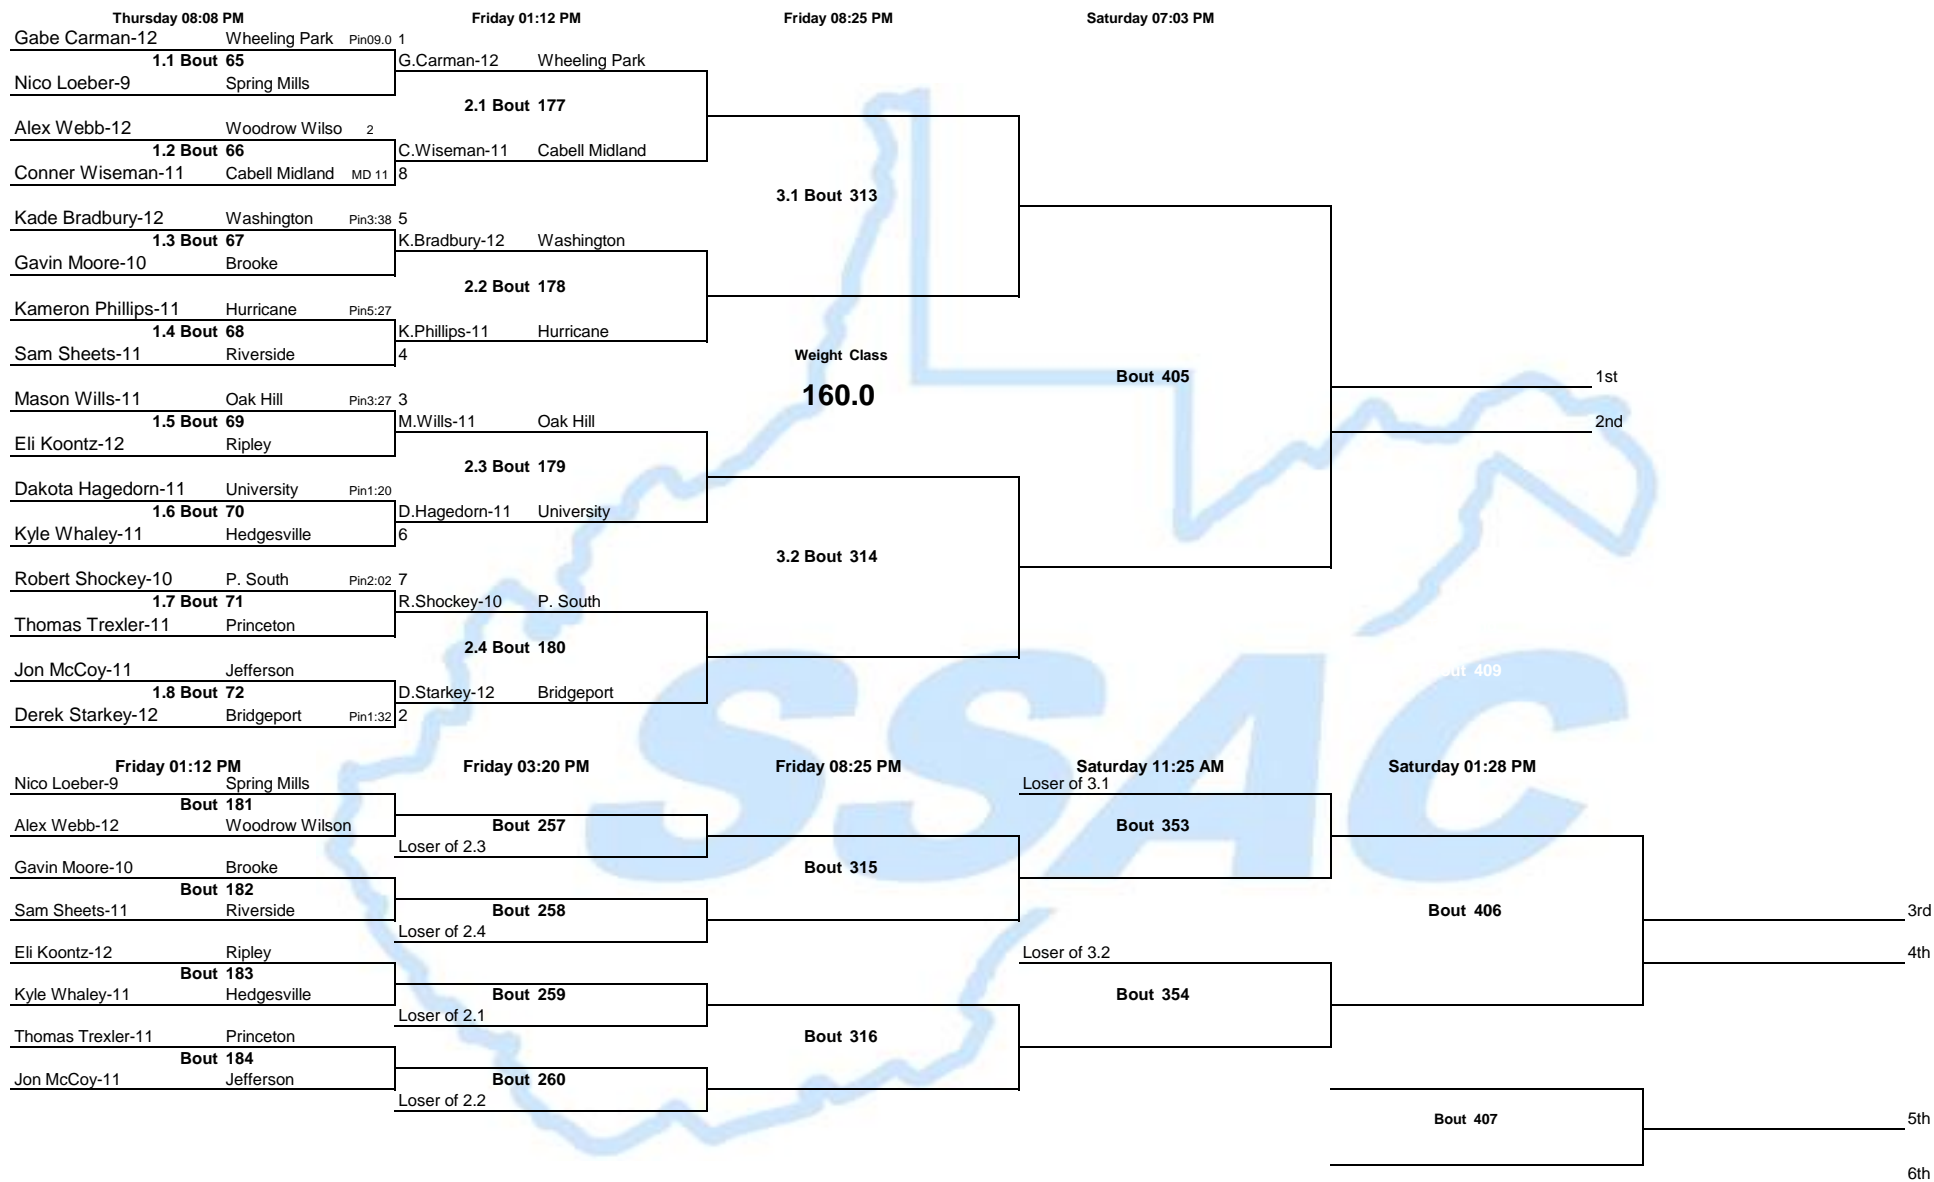 Thursday 08:08 PM Friday 01:12 PM Friday 08:25 PM Saturday 07:03 PM
Gabe Carman-12 Wheeling Park Pin09.0 1
1.1 Bout 65 G.Carman-12 Wheeling Park
Nico Loeber-9 Spring Mills
2.1 Bout 177
Alex Webb-12 Woodrow Wilso 2
1.2 Bout 66 C.Wiseman-11 Cabell Midland
Conner Wiseman-11 Cabell Midland MD 11 8
3.1 Bout 313
Kade Bradbury-12 Washington Pin3:38 5
1.3 Bout 67 K.Bradbury-12 Washington
Gavin Moore-10 Brooke
2.2 Bout 178
Kameron Phillips-11 Hurricane Pin5:27
1.4 Bout 68 K.Phillips-11 Hurricane
Sam Sheets-11 Riverside 4 Weight Class
Bout 405 1st
Mason Wills-11 Oak Hill Pin3:27 3 160.0
1.5 Bout 69 M.Wills-11 Oak Hill 2nd
Eli Koontz-12 Ripley
2.3 Bout 179
Dakota Hagedorn-11 University Pin1:20
1.6 Bout 70 D.Hagedorn-11 University
Kyle Whaley-11 Hedgesville 6
3.2 Bout 314
Robert Shockey-10 P. South Pin2:02 7
1.7 Bout 71 R.Shockey-10 P. South
Thomas Trexler-11 Princeton
2.4 Bout 180
Jon McCoy-11 Jefferson Bout 409
1.8 Bout 72 D.Starkey-12 Bridgeport
Derek Starkey-12 Bridgeport Pin1:32 2
SSAC
Friday 01:12 PM Friday 03:20 PM Friday 08:25 PM Saturday 11:25 AM Saturday 01:28 PM
Nico Loeber-9 Spring Mills Loser of 3.1
Bout 181
Alex Webb-12 Woodrow Wilson Bout 257 Bout 353
Loser of 2.3
Gavin Moore-10 Brooke Bout 315
Bout 182
Sam Sheets-11 Riverside Bout 258 Bout 406 3rd
Loser of 2.4
Eli Koontz-12 Ripley Loser of 3.2 4th
Bout 183
Kyle Whaley-11 Hedgesville Bout 259 Bout 354
Loser of 2.1
Thomas Trexler-11 Princeton Bout 316
Bout 184
Jon McCoy-11 Jefferson Bout 260
Loser of 2.2
Bout 407 5th
6th